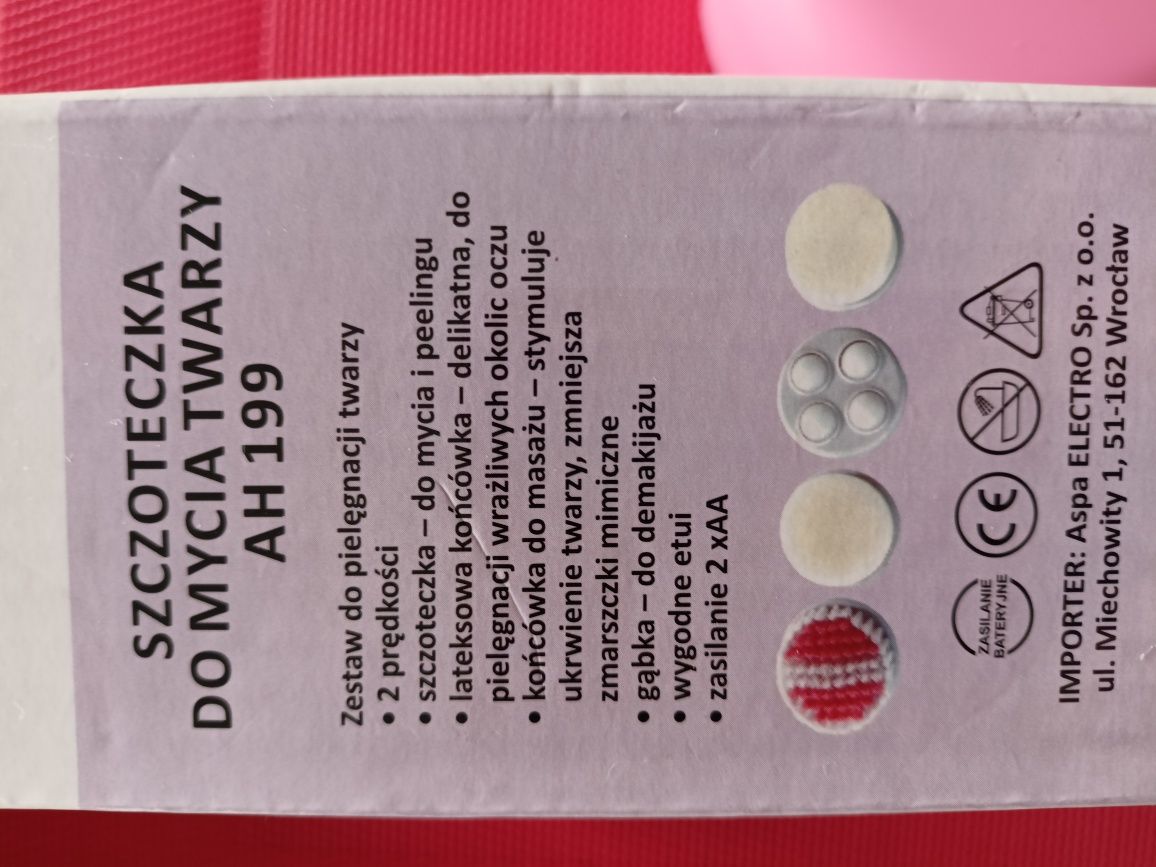 SZCZOTECZKA
DO MYCIA TWARZY
AH 199
Zestaw do pielęgnacji twarzy
• 2 prędkości
• szczoteczka – do mycia i peelingu
• lateksowa końcówka – delikatna, do
pielęgnacji wrażliwych okolic oczu
• końcówka do masażu – stymuluje
ukrwienie twarzy, zmniejsza
zmarszczki mimiczne
• gąbka – do demakijażu
• wygodne etui
• zasilanie 2 xAA
ZASILANIE
BATERYJNE
CE
IMPORTER: Aspa ELECTRO Sp. z o.o.
ul. Miechowity 1, 51-162 Wrocław